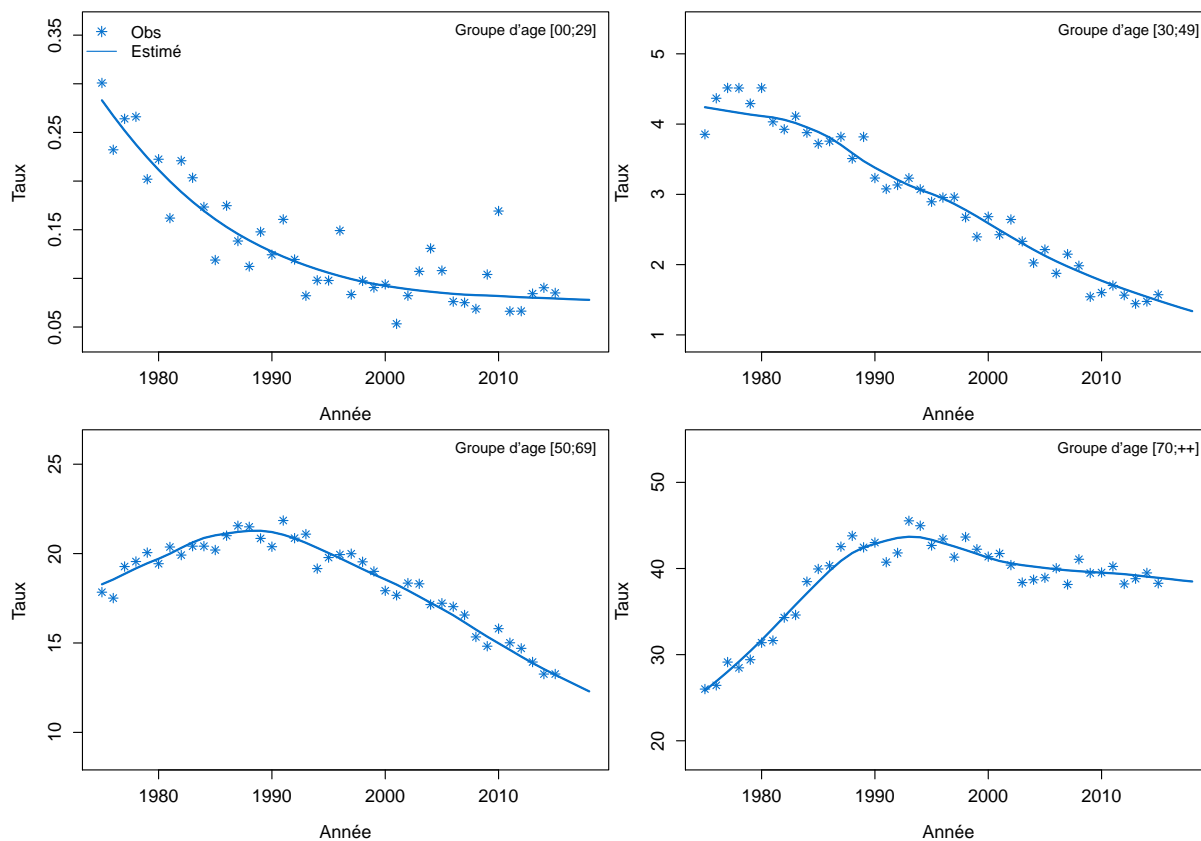 Obs
Estimé
Groupe d'age [00;29]
0.35
0.25
0.15
0.05
Taux
1980 1990 2000 2010
Année
Groupe d'age [30;49]
5
4
3
2
1
Taux
1980 1990 2000 2010
Année
Groupe d'age [50;69]
25
20
15
10
Taux
1980 1990 2000 2010
Année
Groupe d'age [70;++]
50
40
30
20
Taux
1980 1990 2000 2010
Année